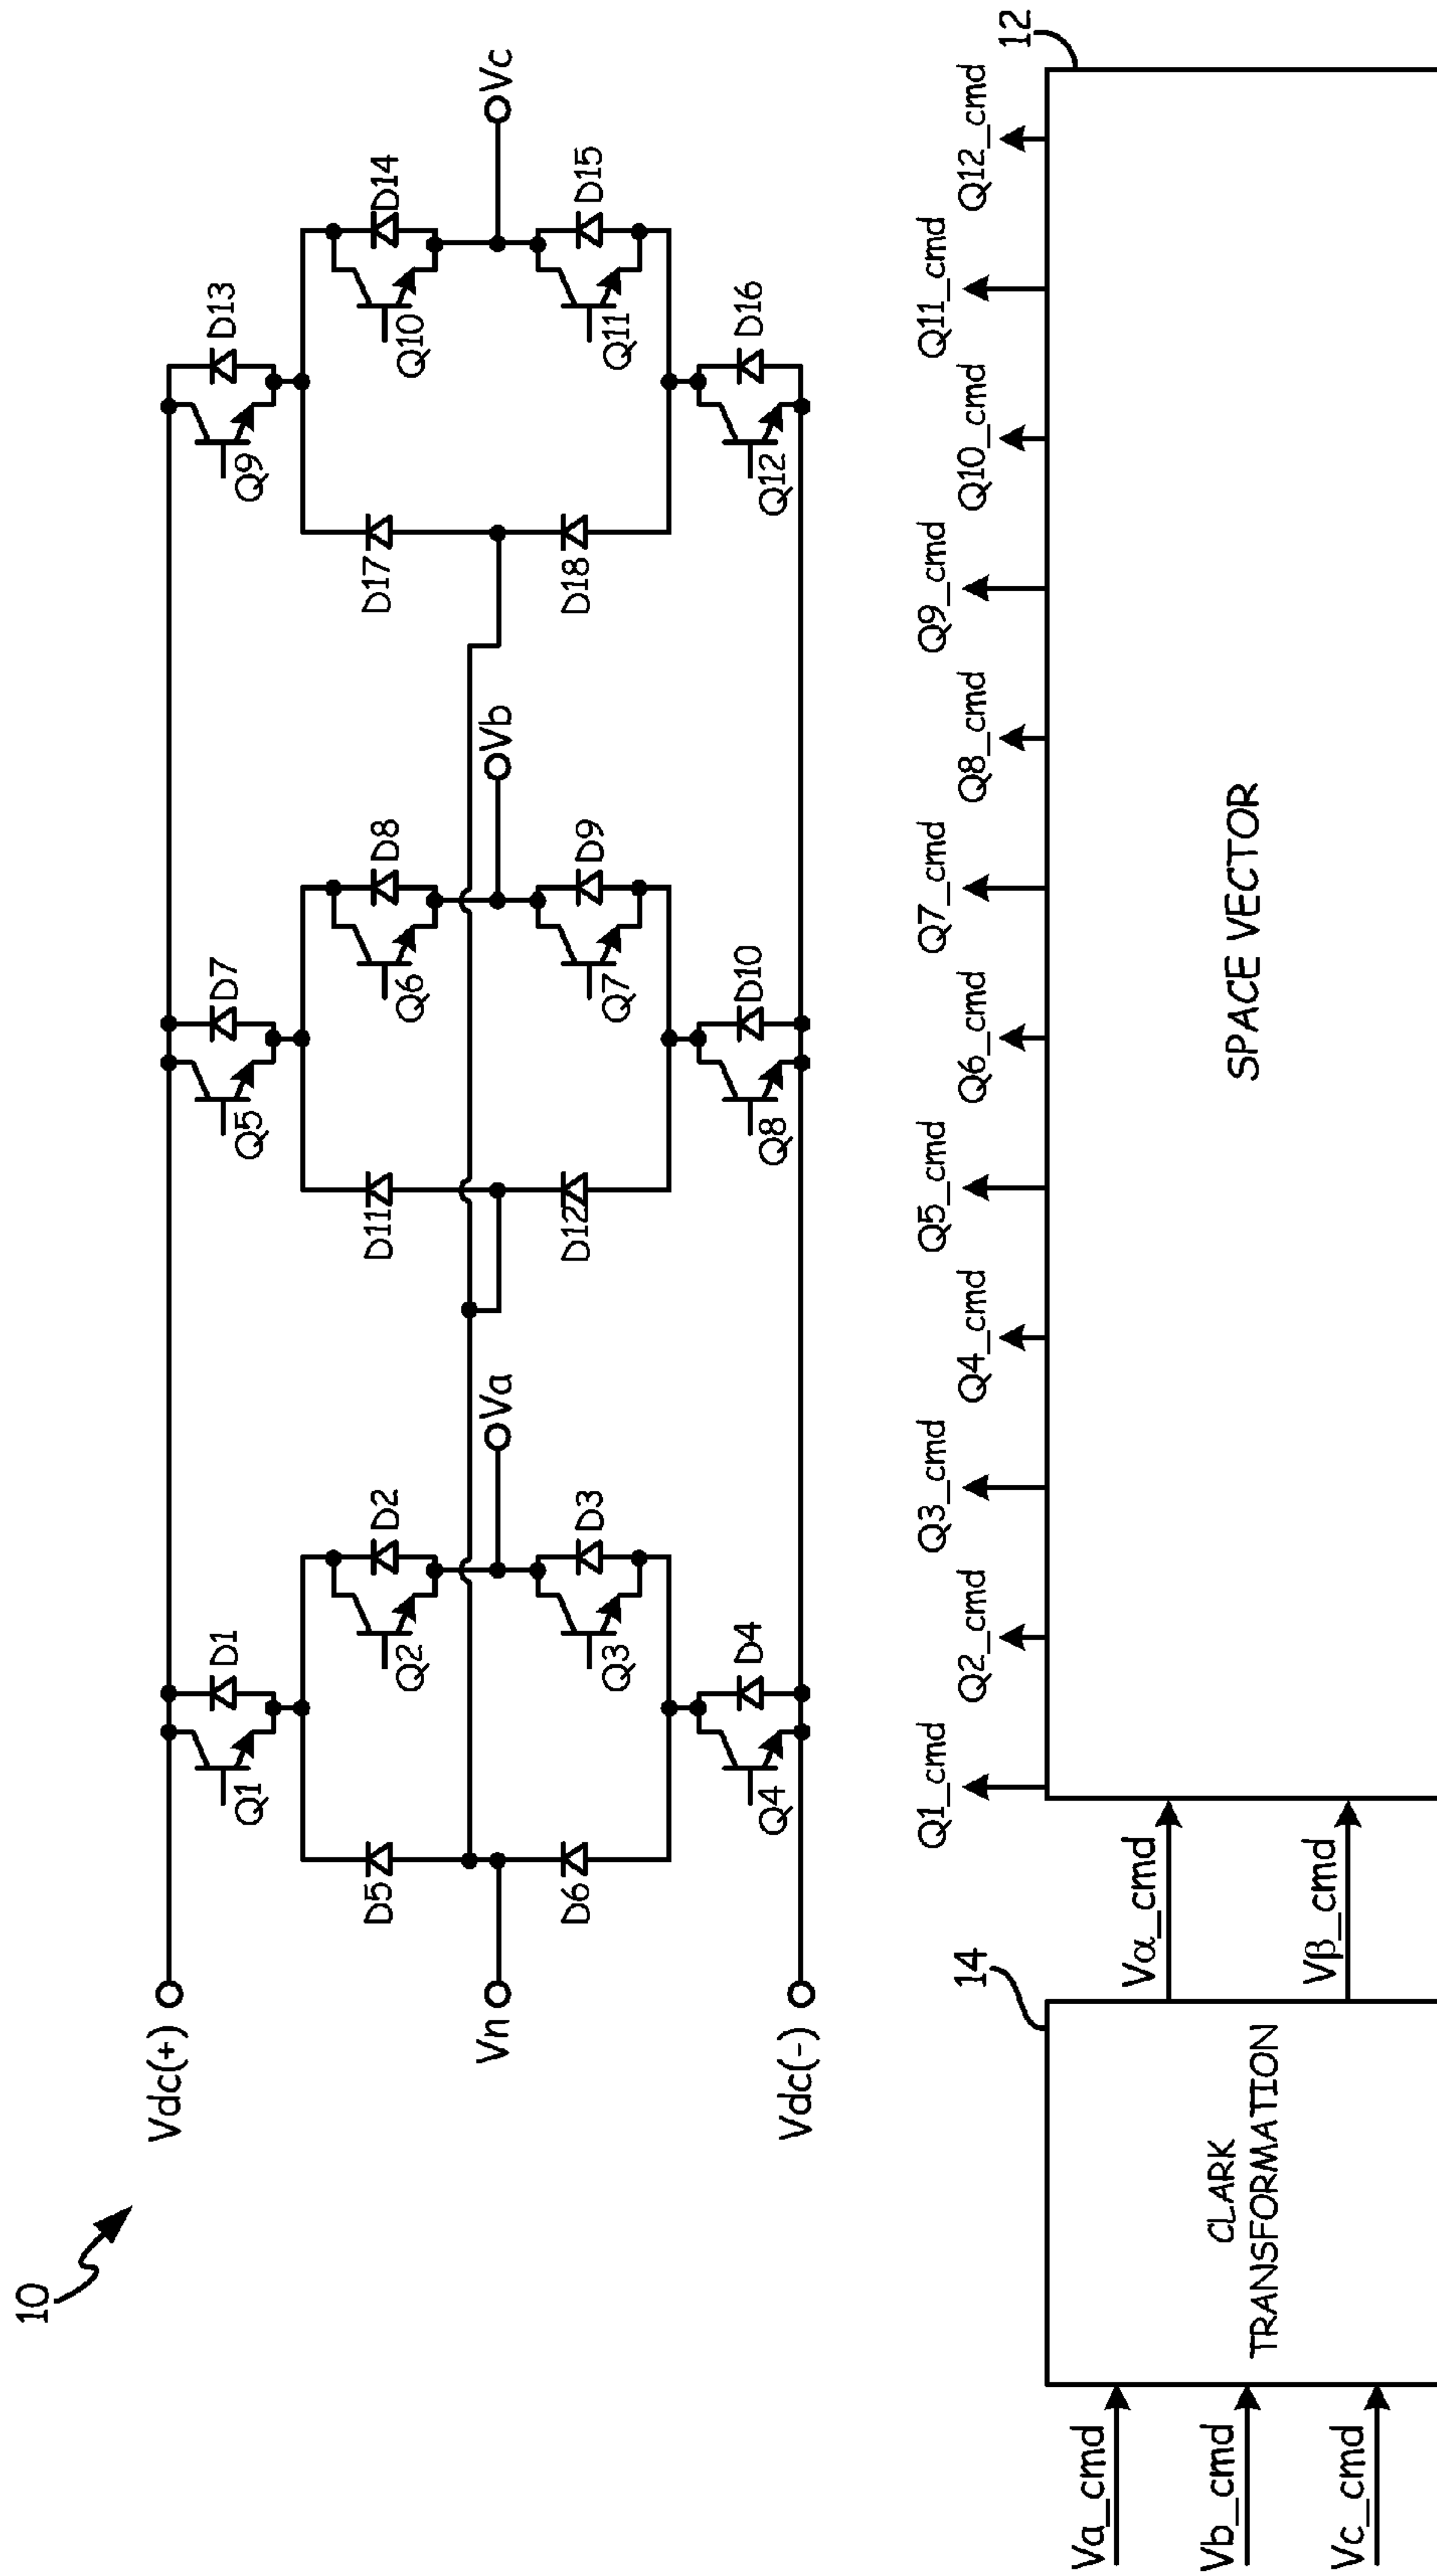 10
Vdc(+)
Vn
Vdc(-)
Q1
D1
D5
Q2
D2
Va
D6
Q3
D3
Q4
D4
Q5
D7
D11
Q6
D8
Vb
D12
Q7
D9
Q8
D10
Q9
D13
D17
Q10
D14
Vc
D18
Q11
D15
Q12
D16
Va_cmd
Vb_cmd
Vc_cmd
14
CLARK
TRANSFORMATION
Vα_cmd
Vβ_cmd
Q1_cmd
Q2_cmd
Q3_cmd
Q4_cmd
Q5_cmd
Q6_cmd
Q7_cmd
Q8_cmd
Q9_cmd
Q10_cmd
Q11_cmd
Q12_cmd
12
SPACE VECTOR